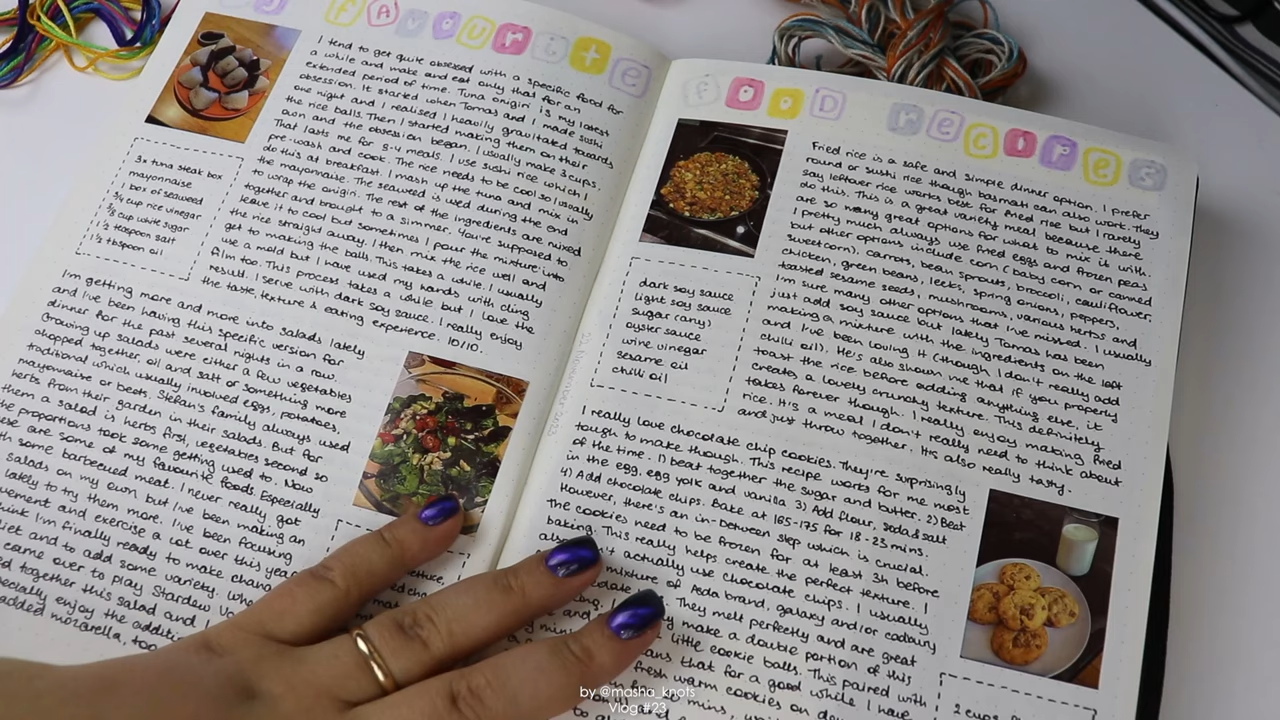 y favourite
I tend to get quite obsessed with a specific food for
a while and make and eat only that for an
extended period of time. Tuna onigiri is my latest
obsession. It started when Tomas and I made sushi
one night and I realised I heavily gravitated towards
the rice balls. Then I started making them on their
own and the obsession began. I usually make 3 cups.
That lasts me for 3-4 meals. I use sushi rice which I
pre-wash and cook. The rice needs to be cool so I usually
do this at breakfast. I mash up the tuna and mix in
the mayonnaise. The seaweed is used during the end
to wrap the onigiri. The rest of the ingredients are mixed
together and brought to a simmer. You're supposed to
leave it to cool but sometimes I pour the mixture into
the rice straight away. I then mix the rice well and
get to making the balls. This takes a while. I usually
use a mold but I have used my hands with cling
film too. This process takes a while but I love the
result. I serve with dark soy sauce. I really enjoy
the taste, texture & eating experience. 10/10.
3x tuna steak box
mayonnaise
1 box of seaweed
3/4 cup rice vinegar
cup white sugar
1 1/2 teaspoon salt
1 1/2 tbspoon oil
I'm getting more and more into salads lately
and I've been having this specific version for
dinner for the past several nights in a row.
Growing up salads were either a few vegetables
chopped together, oil and salt or something more
traditional which usually involved eggs, potatoes,
mayonnaise or beets. Stefan's family always used
herbs from their garden in their salads. But for
them a salad is herbs first, vegetables second so
the proportions took some getting used to. Now
these are some of my favourite foods. Especially
with some barbecued meat. I never really got
salads on my own but I've been making an
lately to try them more. I've been focusing
vement and exercise a lot over this year
think I'm finally ready to make chang
diet and to add some variety. Whe
came over to play Stardew Va
ed together this salad and I
pecially enjoy the additi
added mozarella, too
ettuce,
22 November 2023
food recipes
Fried rice is a safe and simple dinner option. I prefer
round or sushi rice though basmati can also work. They
say leftover rice works best for fried rice but I rarely
do this. This is a great variety meal because there
are so many great options for what to mix it with.
I pretty much always use fried eggs and frozen peas
but other options include corn (baby corn or canned
sweetcorn), carrots, bean sprouts, broccoli, cauliflower
chicken, green beans, leeks, spring onions, peppers,
toasted sesame seeds, mushrooms, various herbs and
I'm sure many other options that I've missed. I usually
just add soy sauce but lately Tomas has been
making a mixture with the ingredients on the left
and I've been loving it (though I don't really add
chilli oil). He's also shown me that if you properly
toast the rice before adding anything else, it
creates a lovely crunchy texture. This definitely
takes forever though. I really enjoy making fried
rice. It's a meal I don't really need to think about
and just throw together. It's also really tasty.
dark soy sauce
light soy sauce
sugar (any)
oyster sauce
wine vinegar
sesame oil
chilli oil
I really love chocolate chip cookies. They're surprisingly
tough to make though. This recipe works for me most
of the time. 1) beat together the sugar and butter. 2) Beat
in the egg, egg yolk and vanilla 3) Add flour, soda & salt
4) Add chocolate chips. Bake at 165-175 for 18-23 mins.
However, there's an in-between step which is crucial.
The cookies need to be frozen for at least 3h before
baking. This really helps create the perfect texture. I
also actually use chocolate chips. I usually
mixture of Asda brand, galaxy and/or cadbury
They melt perfectly and are great
make a double portion of this
little cookie balls. This paired with
ans that for a good while I have
fresh warm cookies on
2 cups
by @masha_knots
Vlog #23